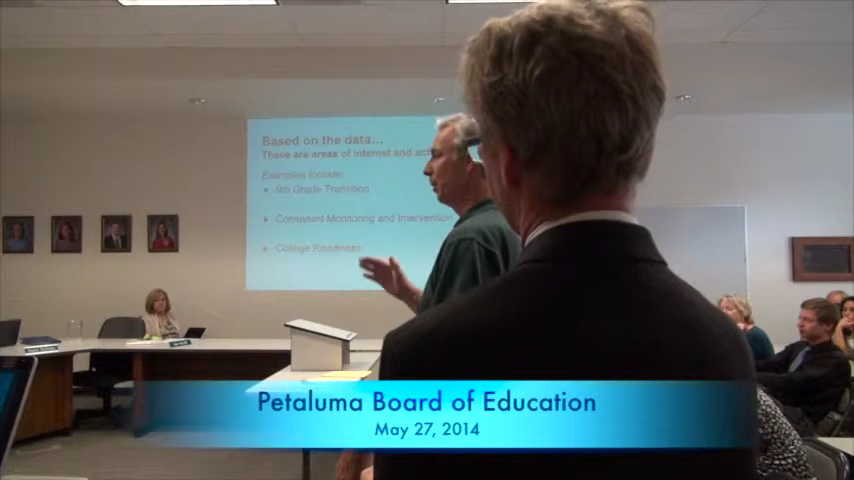 Based on the data...
These are areas of interest and
Examples include:
• 9th Grade Transition
• Consistent Monitoring and Intervention
• College Readiness
Petaluma Board of Education
May 27, 2014